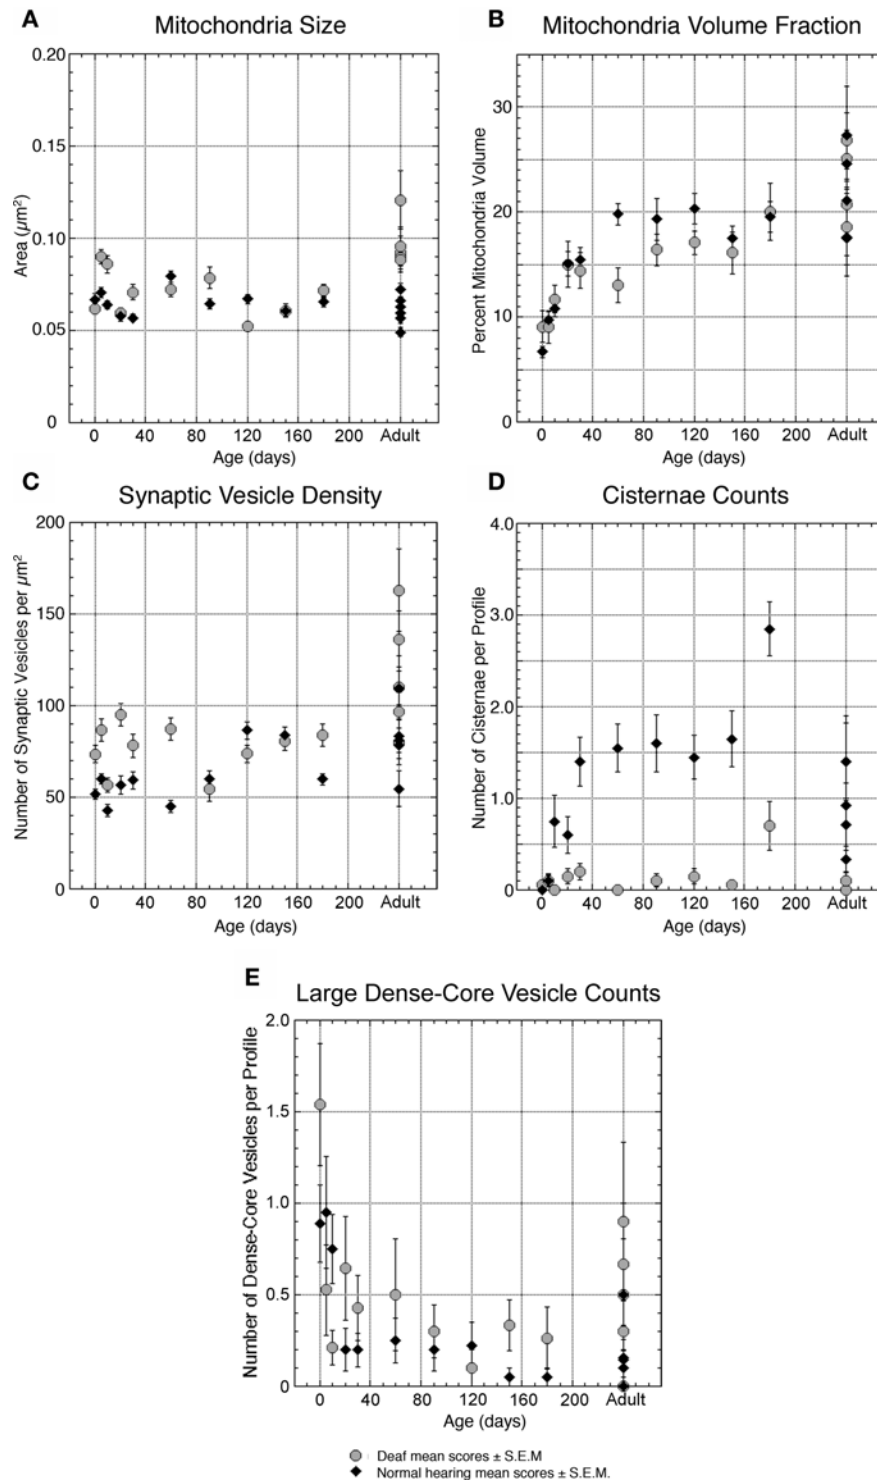 A
Mitochondria Size
0.20
0.15
0.10
0.05
0
Area (µm²)
0 40 80 120 160 200 Adult
Age (days)
B
Mitochondria Volume Fraction
30
20
10
0
Percent Mitochondria Volume
0 40 80 120 160 200 Adult
Age (days)
C
Synaptic Vesicle Density
200
150
100
50
0
Number of Synaptic Vesicles per µm²
0 40 80 120 160 200 Adult
Age (days)
D
Cisternae Counts
4.0
3.0
2.0
1.0
0
Number of Cisternae per Profile
0 40 80 120 160 200 Adult
Age (days)
E
Large Dense-Core Vesicle Counts
2.0
1.5
1.0
0.5
0
Number of Dense-Core Vesicles per Profile
0 40 80 120 160 200 Adult
Age (days)
Deaf mean scores ± S.E.M
Normal hearing mean scores ± S.E.M.